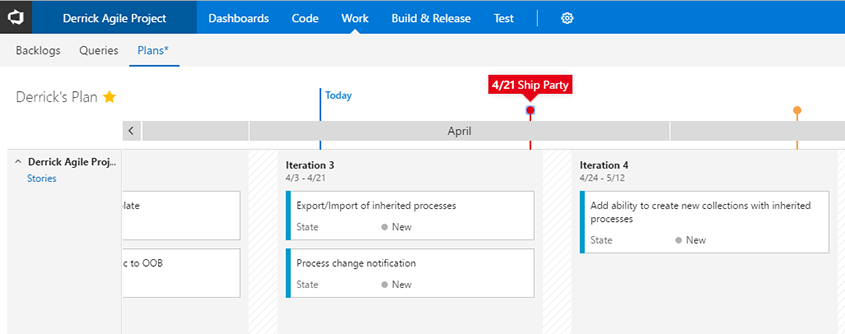 Derrick Agile Project
Dashboards
Code
Work
Build & Release
Test
Backlogs
Queries
Plans*
Derrick's Plan
Today
4/21 Ship Party
April
Derrick Agile Proj...
Stories
late
c to OOB
Iteration 3
4/3 - 4/21
Export/Import of inherited processes
State
New
Process change notification
State
New
Iteration 4
4/24 - 5/12
Add ability to create new collections with inherited
processes
State
New